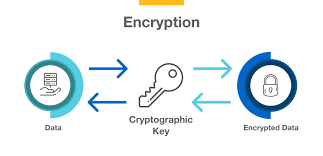 Encryption
Data
Cryptographic
Key
Encrypted Data